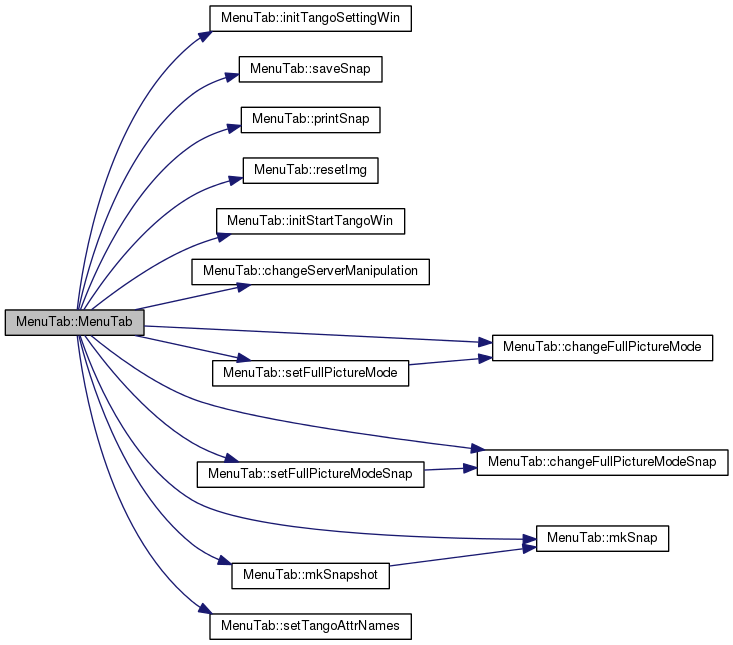 MenuTab::initTangoSettingWin
MenuTab::saveSnap
MenuTab::printSnap
MenuTab::resetImg
MenuTab::initStartTangoWin
MenuTab::changeServerManipulation
MenuTab::MenuTab
MenuTab::changeFullPictureMode
MenuTab::setFullPictureMode
MenuTab::changeFullPictureModeSnap
MenuTab::setFullPictureModeSnap
MenuTab::mkSnap
MenuTab::mkSnapshot
MenuTab::setTangoAttrNames